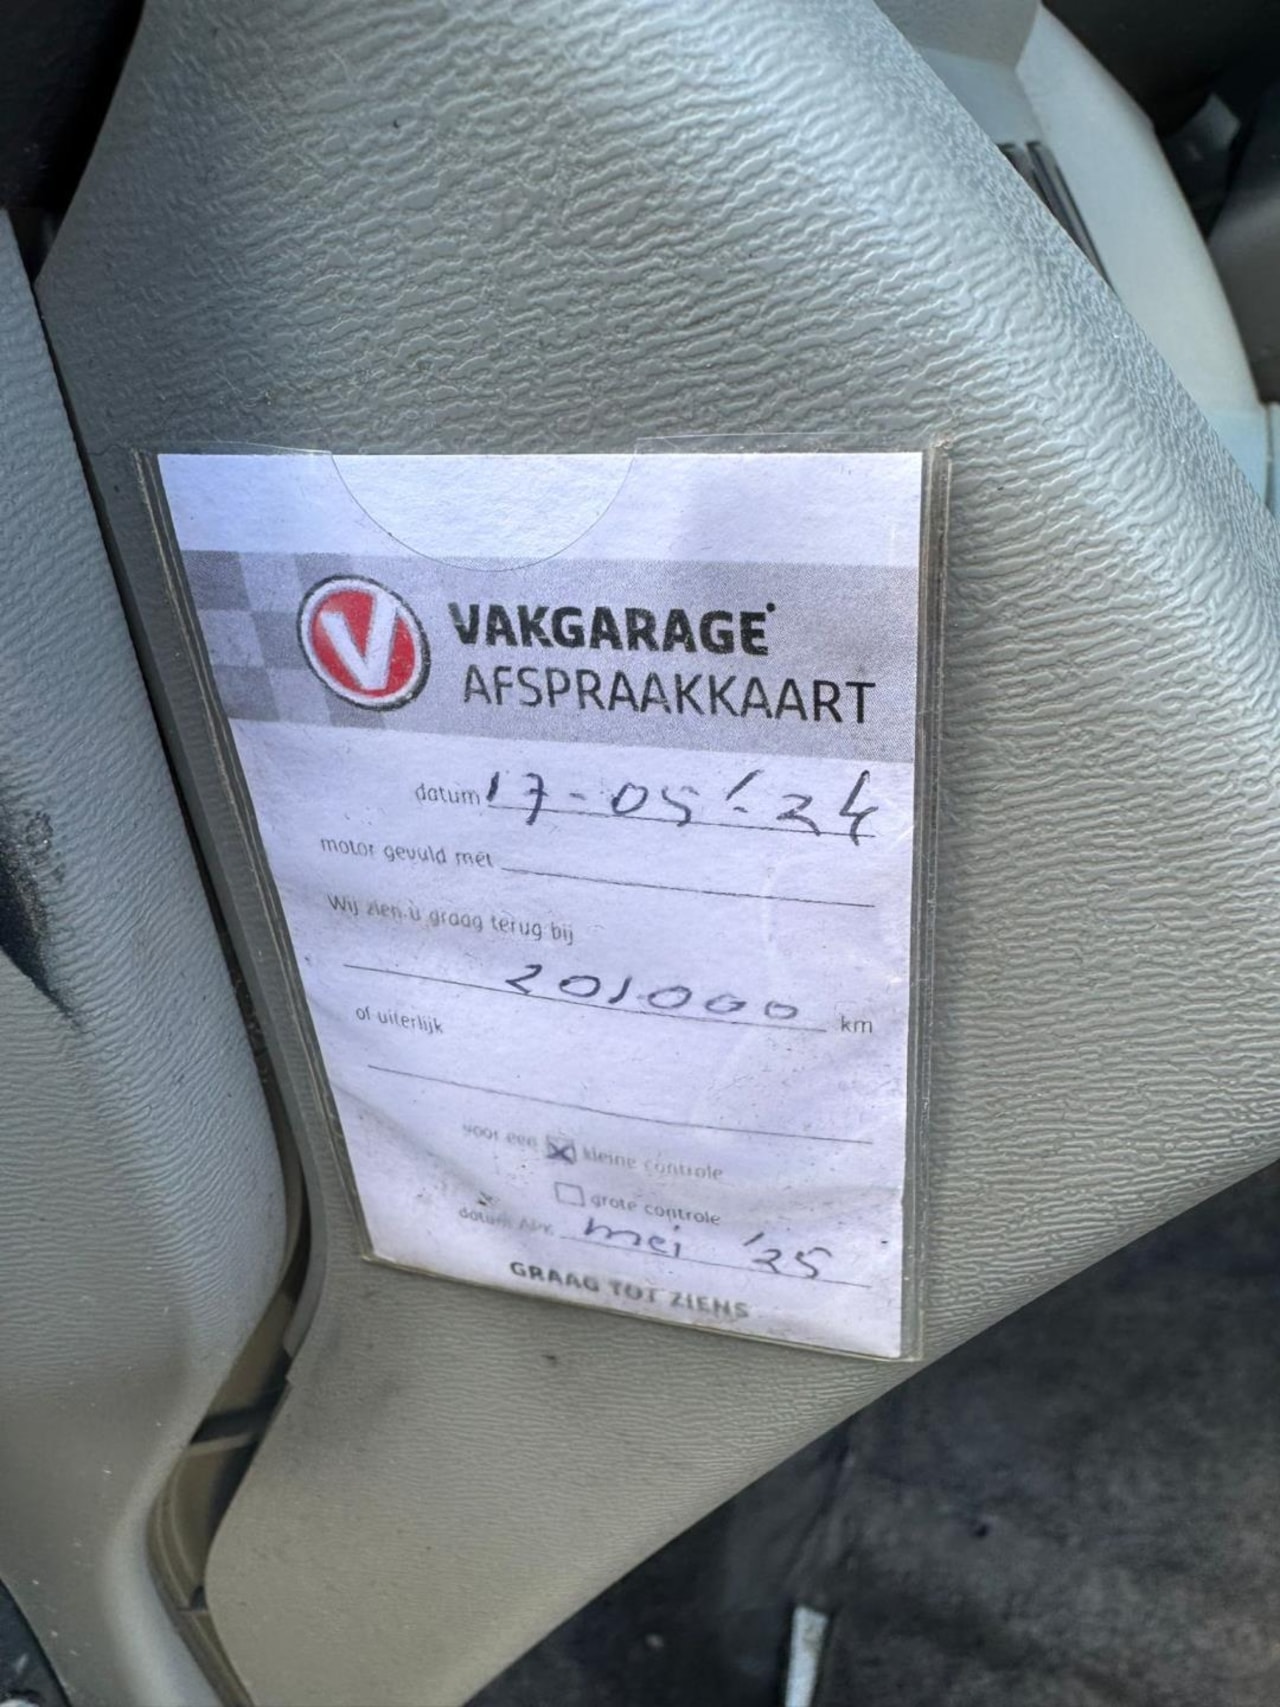 V VAKGARAGE
AFSPRAAKKAART
datum 17-05'-24
motor gevuld met
Wij zien u graag terug bij
201000 km
of uiterlijk
voor een ☒ kleine controle
☐ grote controle
datum APK mei '25
GRAAG TOT ZIENS